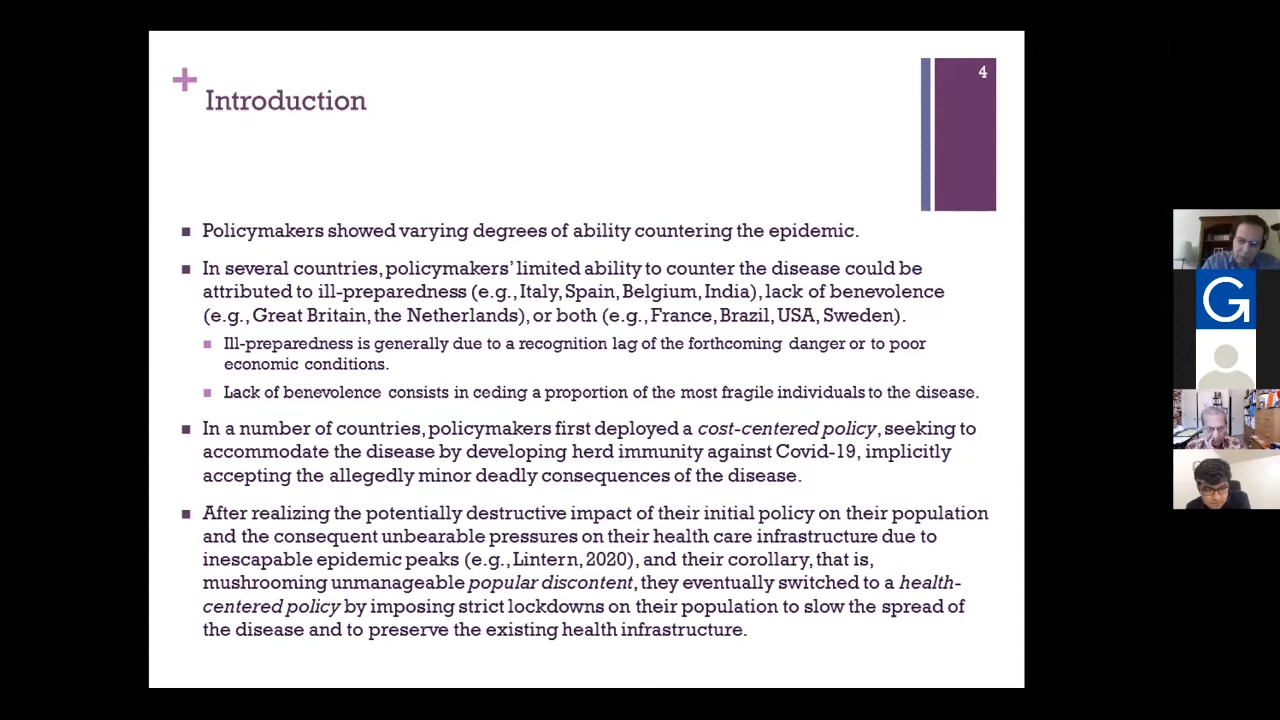 4
+
Introduction
Policymakers showed varying degrees of ability countering the epidemic.
In several countries, policymakers' limited ability to counter the disease could be
attributed to ill-preparedness (e.g., Italy, Spain, Belgium, India), lack of benevolence
(e.g., Great Britain, the Netherlands), or both (e.g., France, Brazil, USA, Sweden).
Ill-preparedness is generally due to a recognition lag of the forthcoming danger or to poor
economic conditions.
Lack of benevolence consists in ceding a proportion of the most fragile individuals to the disease.
In a number of countries, policymakers first deployed a cost-centered policy, seeking to
accommodate the disease by developing herd immunity against Covid-19, implicitly
accepting the allegedly minor deadly consequences of the disease.
After realizing the potentially destructive impact of their initial policy on their population
and the consequent unbearable pressures on their health care infrastructure due to
inescapable epidemic peaks (e.g., Lintern, 2020), and their corollary, that is,
mushrooming unmanageable popular discontent, they eventually switched to a health-
centered policy by imposing strict lockdowns on their population to slow the spread of
the disease and to preserve the existing health infrastructure.
G